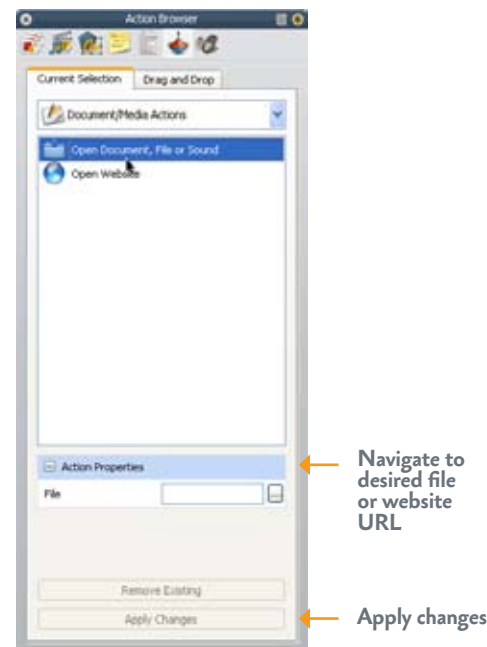 Action Browser
Current Selection
Drag and Drop
Document/Media Actions
Open Document, File or Sound
Open Website
Action Properties
File
Navigate to
desired file
or website
URL
Remove Existing
Apply Changes
Apply changes